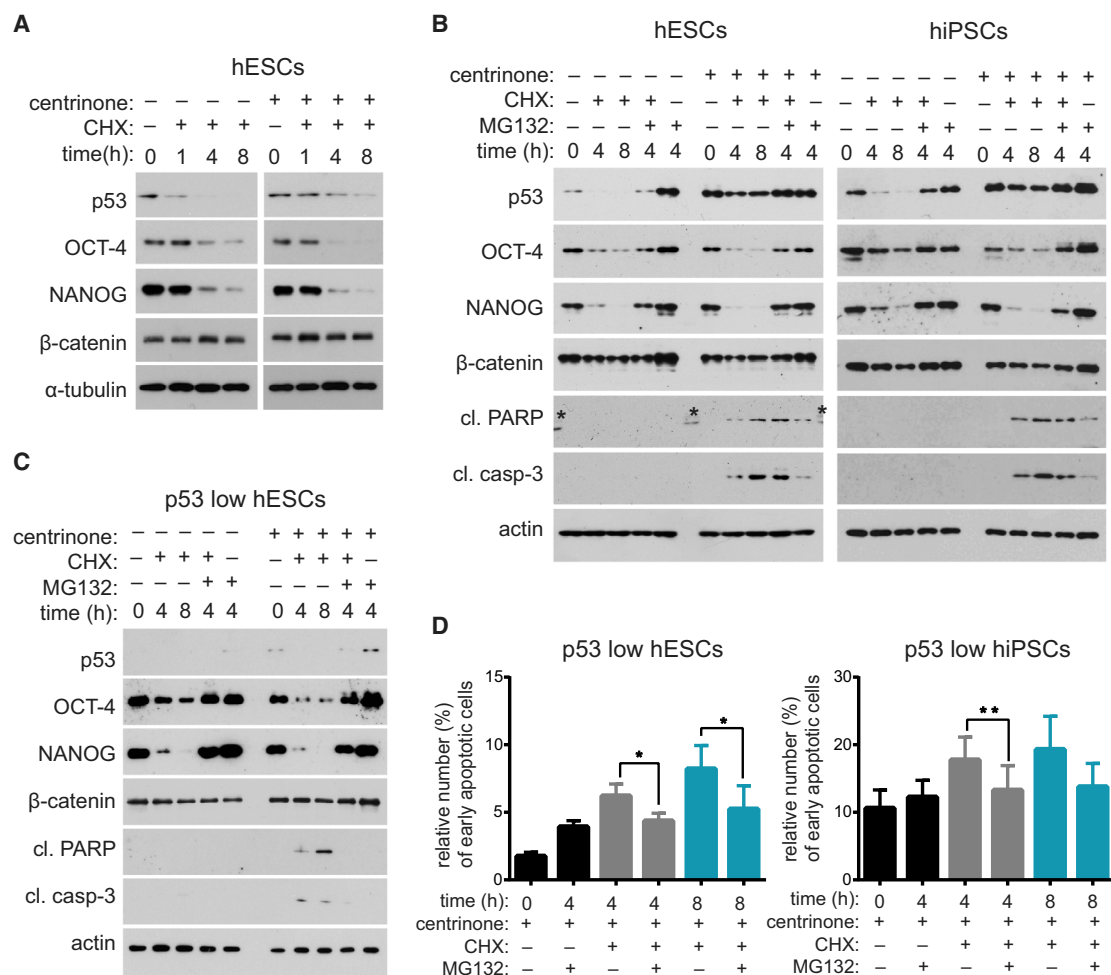 A
hESCs
centrinone: – – – – + + + +
CHX: – + + + – + + +
time(h): 0 1 4 8 0 1 4 8
p53
OCT-4
NANOG
β-catenin
α-tubulin
B
hESCs hiPSCs
centrinone: – – – – – + + + + + – – – – – + + + + +
CHX: – + + + – – + + + – – + + + – – + + + –
MG132: – – – + + – – – + + – – – + + – – – + +
time (h): 0 4 8 4 4 0 4 8 4 4 0 4 8 4 4 0 4 8 4 4
p53
OCT-4
NANOG
β-catenin
cl. PARP * * *
cl. casp-3
actin
C
p53 low hESCs
centrinone: – – – – – + + + + +
CHX: – + + + – – + + + –
MG132: – – – + + – – – + +
time (h): 0 4 8 4 4 0 4 8 4 4
p53
OCT-4
NANOG
β-catenin
cl. PARP
cl. casp-3
actin
D
p53 low hESCs
relative number (%)
of early apoptotic cells
15
10
5
0
* *
time (h): 0 4 4 4 8 8
centrinone: + + + + + +
CHX: – – + + + +
MG132: – + – + – +
p53 low hiPSCs
relative number (%)
of early apoptotic cells
30
20
10
0
**
time (h): 0 4 4 4 8 8
centrinone: + + + + + +
CHX: – – + + + +
MG132: – + – + – +